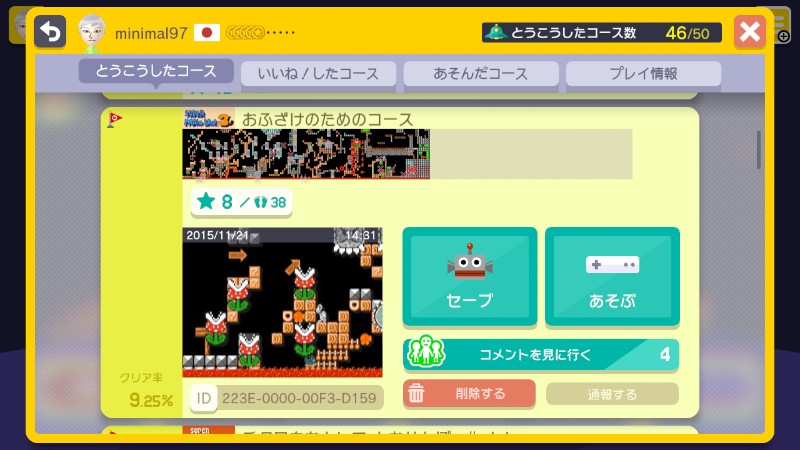 minimal97
とうこうしたコース数 46/50
とうこうしたコース いいね！したコース あそんだコース プレイ情報
おふざけのためのコース
8 / 38
2015/11/21 14:31
セーブ あそぶ
コメントを見に行く 4
クリア率
9.25%
ID 223E-0000-00F3-D159
削除する 通報する